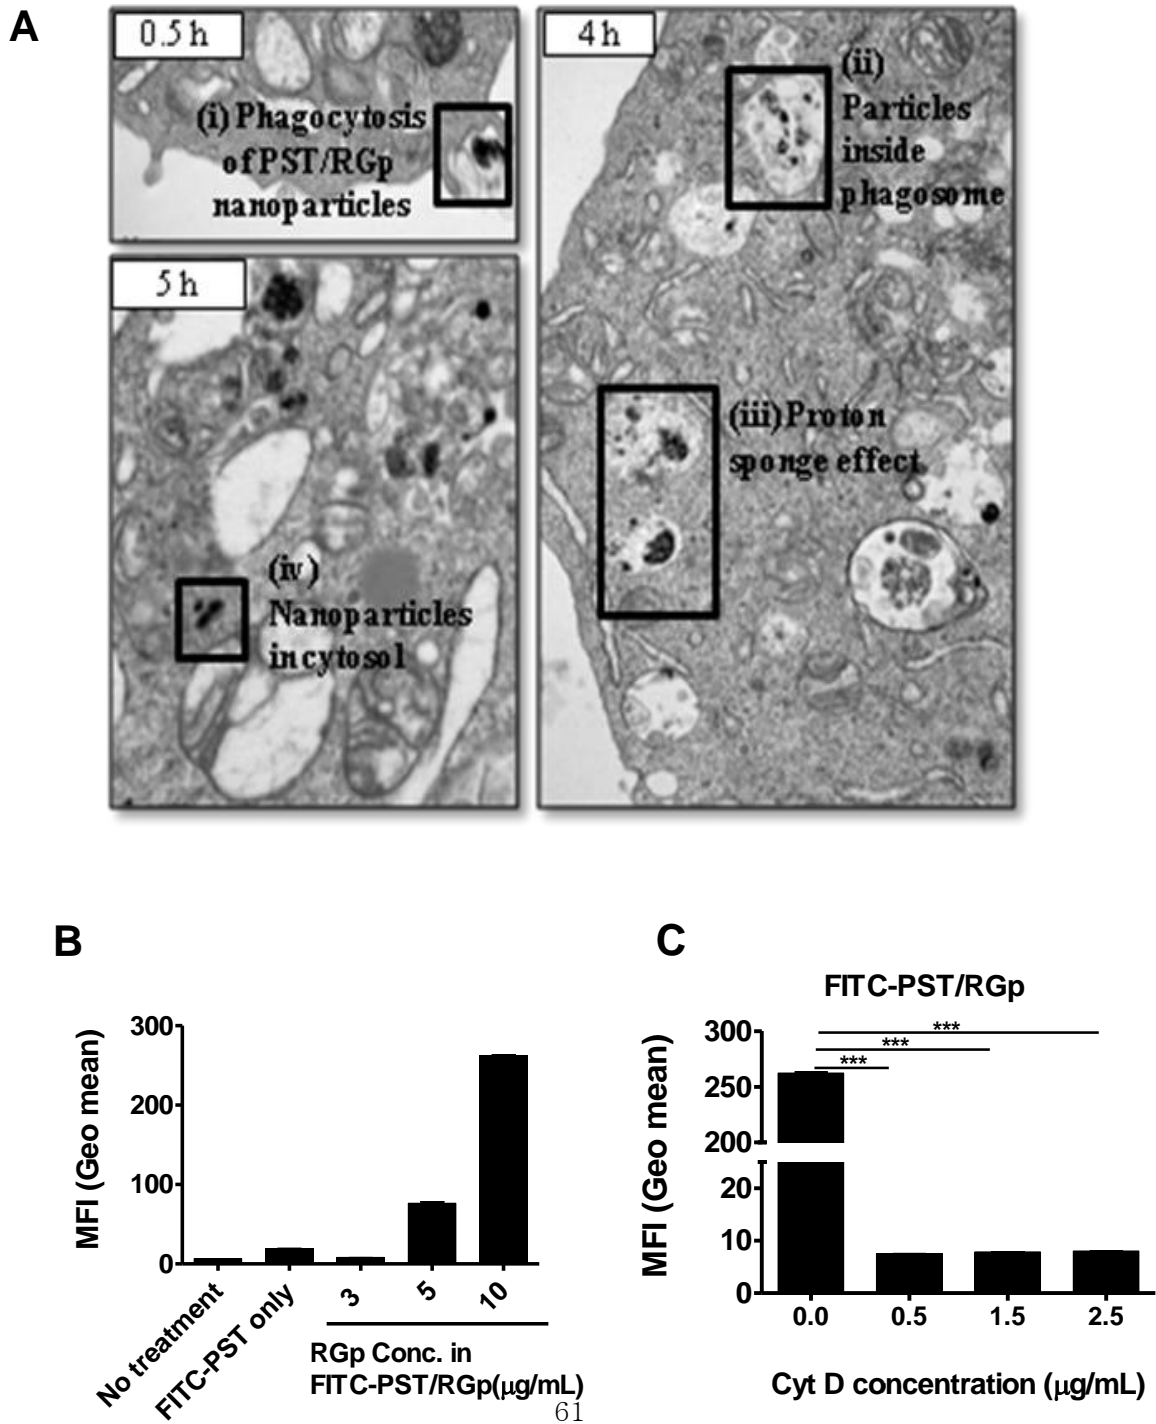 A
0.5 h
(i) Phagocytosis
of PST/RGp
nanoparticles
4 h
(ii)
Particles
inside
phagosome
(iii) Proton
sponge effect
5 h
(iv)
Nanoparticles
in cytosol
B
MFI (Geo mean)
300
200
100
0
No treatment
FITC-PST only
3
5
10
RGp Conc. in
FITC-PST/RGp(μg/mL)
C
FITC-PST/RGp
MFI (Geo mean)
300
250
200
20
10
0
***
***
***
0.0
0.5
1.5
2.5
Cyt D concentration (μg/mL)
61